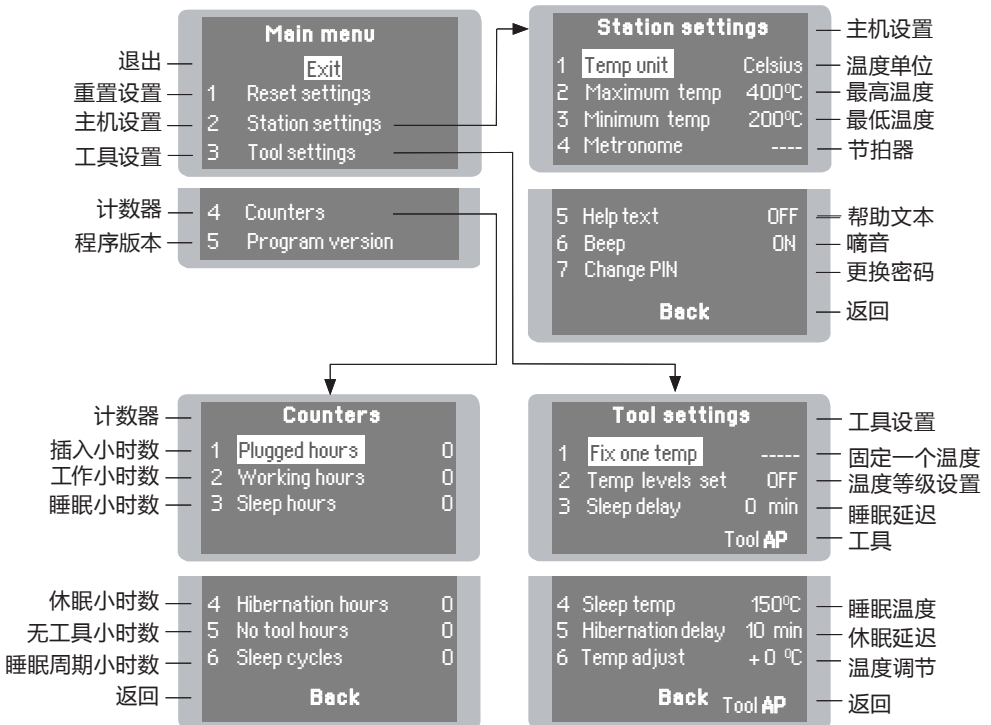 Main menu
退出
Exit
重置设置 1 Reset settings
主机设置 2 Station settings
工具设置 3 Tool settings
计数器 4 Counters
程序版本 5 Program version
Station settings 主机设置
1 Temp unit Celsius 温度单位
2 Maximum temp 400ºC 最高温度
3 Minimum temp 200ºC 最低温度
4 Metronome ---- 节拍器
5 Help text OFF 帮助文本
6 Beep ON 嘀音
7 Change PIN 更换密码
Back 返回
计数器 Counters
插入小时数 1 Plugged hours 0
工作小时数 2 Working hours 0
睡眠小时数 3 Sleep hours 0
休眠小时数 4 Hibernation hours 0
无工具小时数 5 No tool hours 0
睡眠周期小时数 6 Sleep cycles 0
返回 Back
Tool settings 工具设置
1 Fix one temp ----- 固定一个温度
2 Temp levels set OFF 温度等级设置
3 Sleep delay 0 min 睡眠延迟
Tool AP 工具
4 Sleep temp 150ºC 睡眠温度
5 Hibernation delay 10 min 休眠延迟
6 Temp adjust +0 ºC 温度调节
Back Tool AP 返回